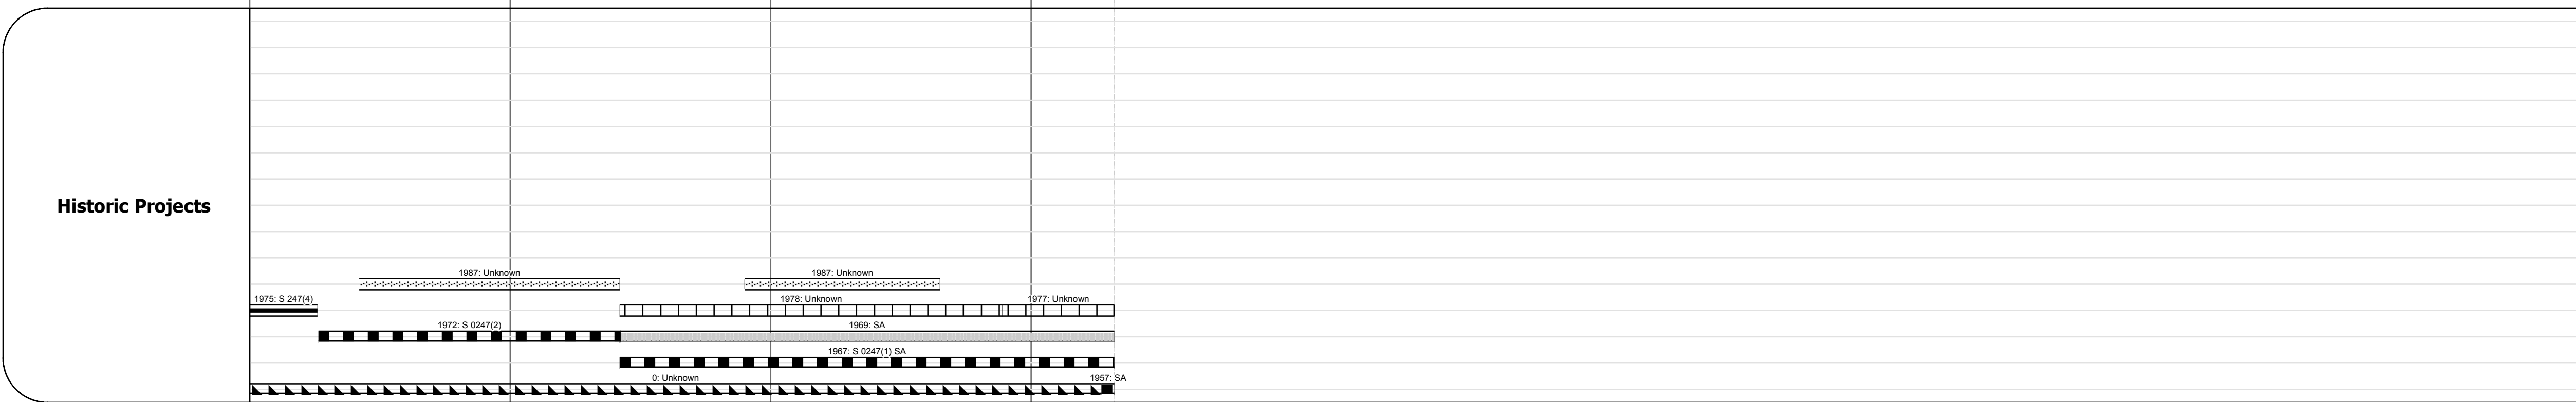 Historic Projects
1987: Unknown
1987: Unknown
1975: S 247(4)
1978: Unknown
1977: Unknown
1972: S 0247(2)
1969: SA
1967: S 0247(1) SA
0: Unknown
1957: SA